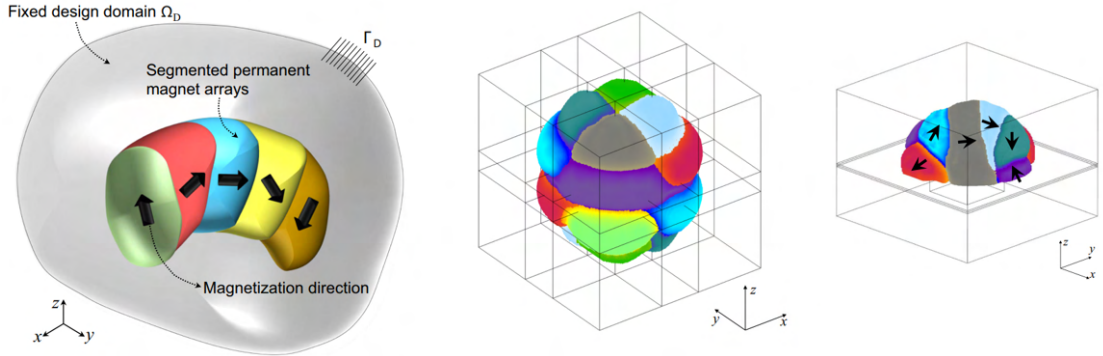 Fixed design domain Ω_D
Γ_D
Segmented permanent
magnet arrays
Magnetization direction
z
x
y
z
y
x
z
y
x